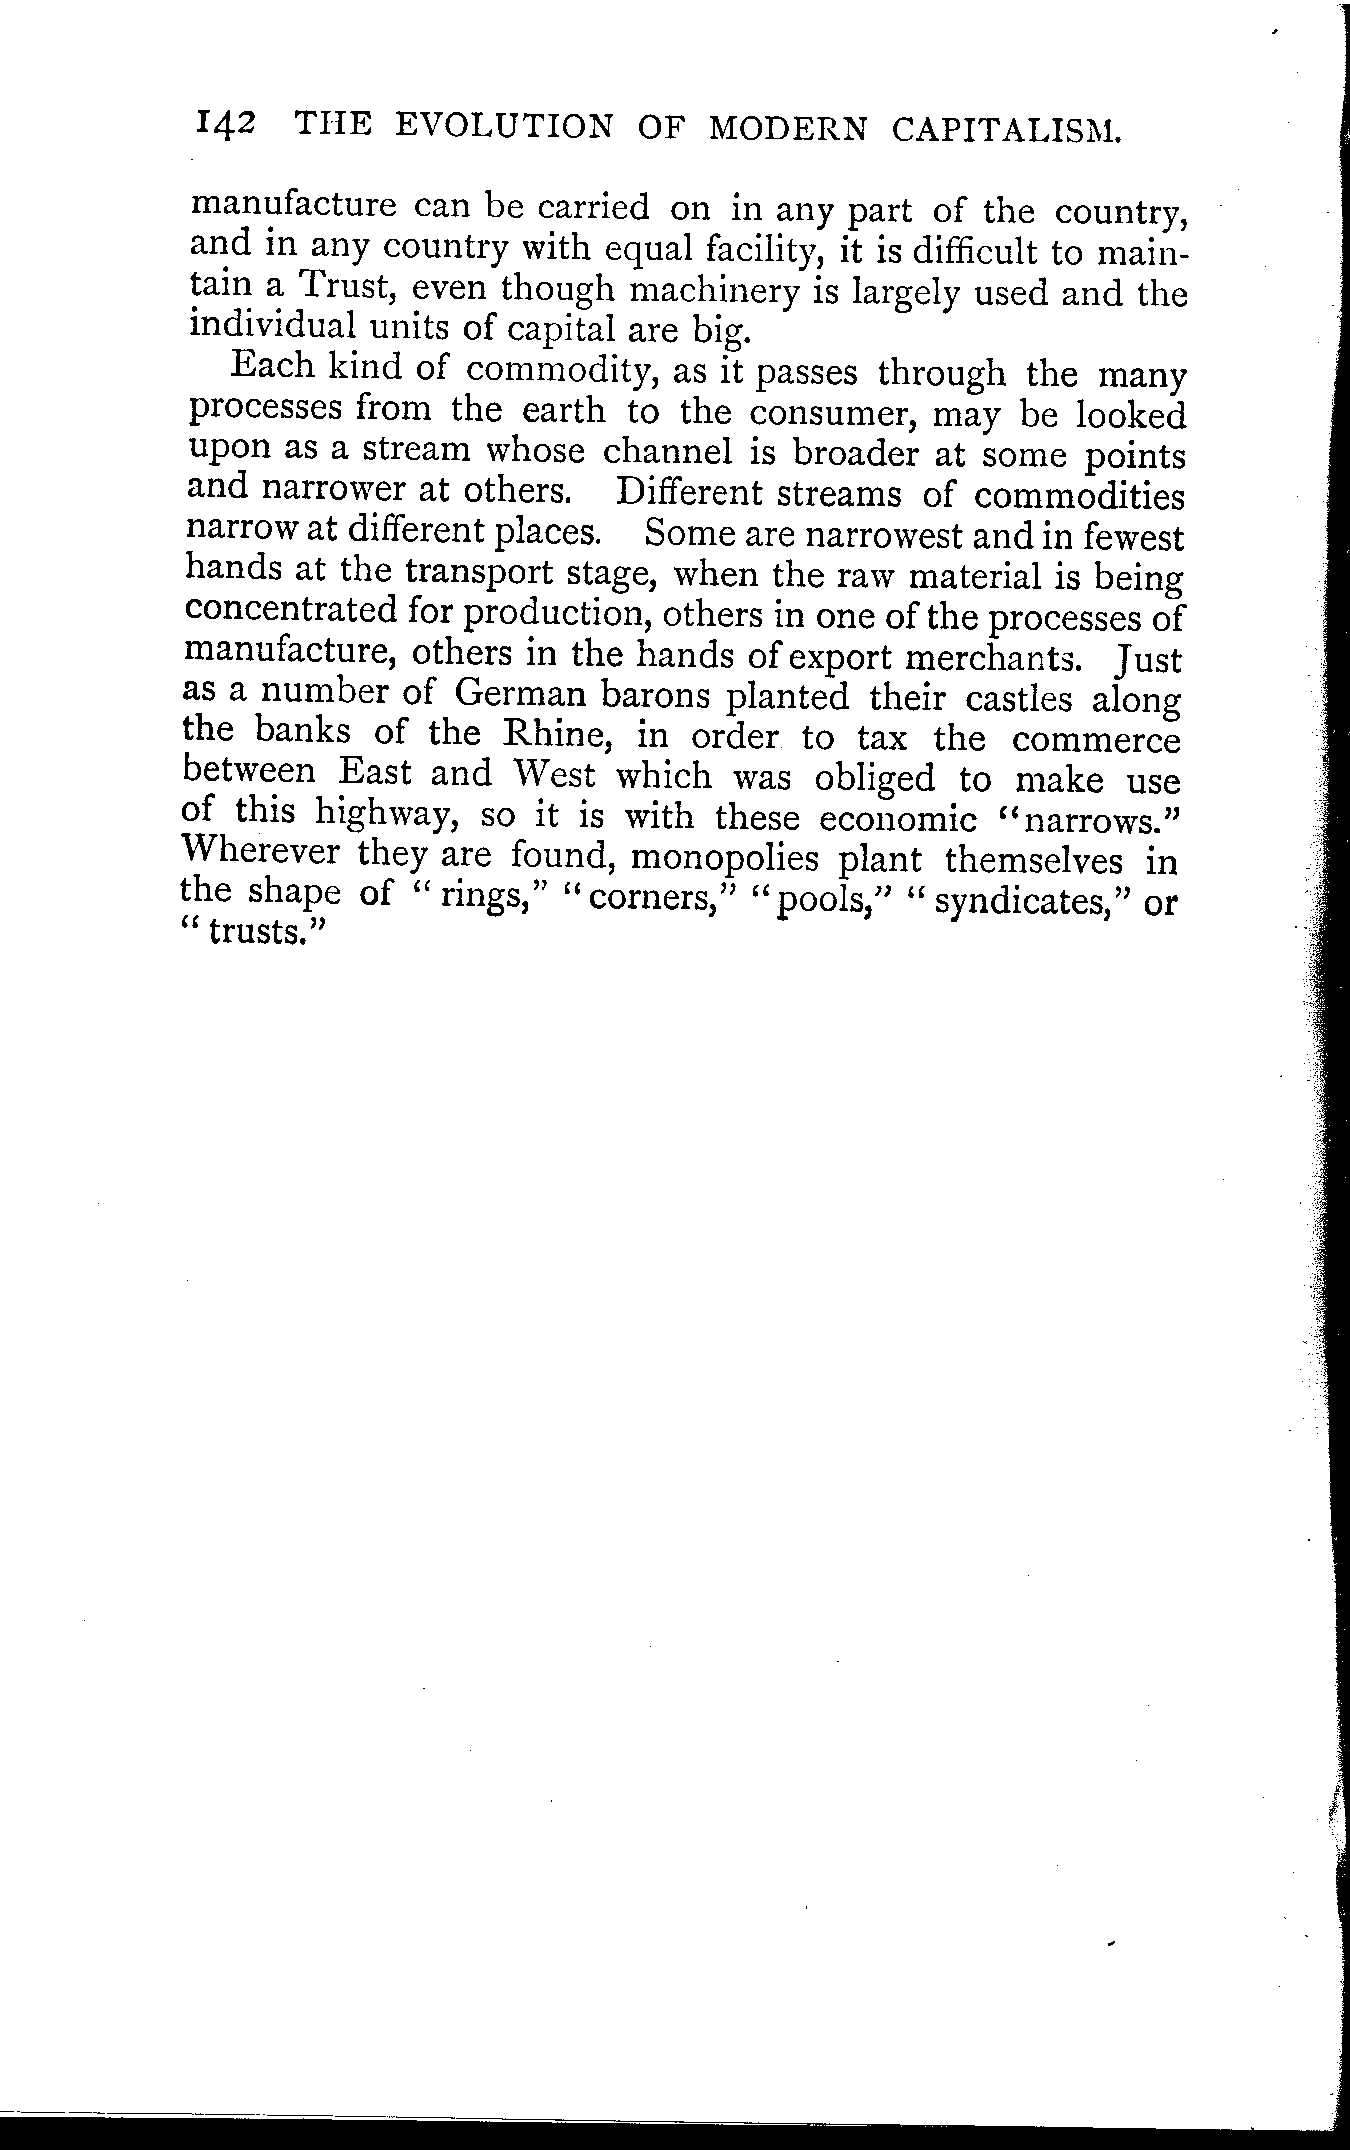 142 THE EVOLUTION OF MODERN CAPITALISM.
manufacture can be carried on in any part of the country,
and in any country with equal facility, it is difficult to main-
tain a Trust, even though machinery is largely used and the
individual units of capital are big.
Each kind of commodity, as it passes through the many
processes from the earth to the consumer, may be looked
upon as a stream whose channel is broader at some points
and narrower at others. Different streams of commodities
narrow at different places. Some are narrowest and in fewest
hands at the transport stage, when the raw material is being
concentrated for production, others in one of the processes of
manufacture, others in the hands of export merchants. Just
as a number of German barons planted their castles along
the banks of the Rhine, in order to tax the commerce
between East and West which was obliged to make use
of this highway, so it is with these economic “narrows.”
Wherever they are found, monopolies plant themselves in
the shape of “rings,” “corners,” “pools,” “syndicates,” or
“trusts.”